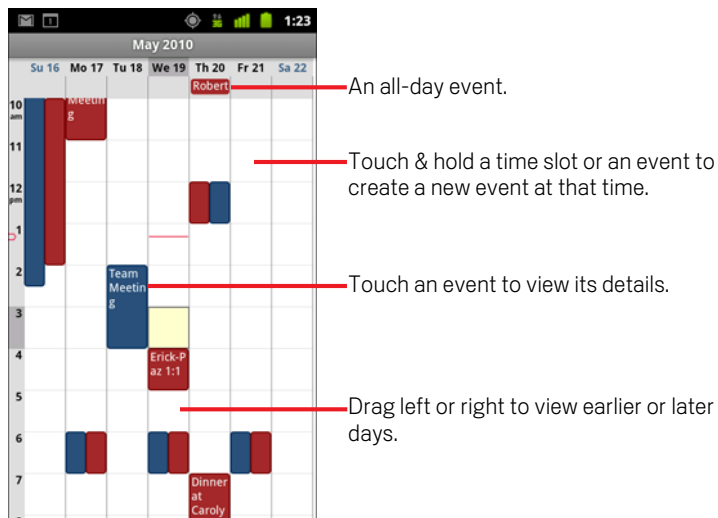 1
1:23
May 2010
Su 16 Mo 17 Tu 18 We 19 Th 20 Fr 21 Sa 22
Robert
An all-day event.
10
am
Meetin
g
11
Touch & hold a time slot or an event to
create a new event at that time.
12
pm
1
2
Team
Meetin
g
Touch an event to view its details.
3
4
Erick-P
az 1:1
5
Drag left or right to view earlier or later
days.
6
7
Dinner
at
Caroly